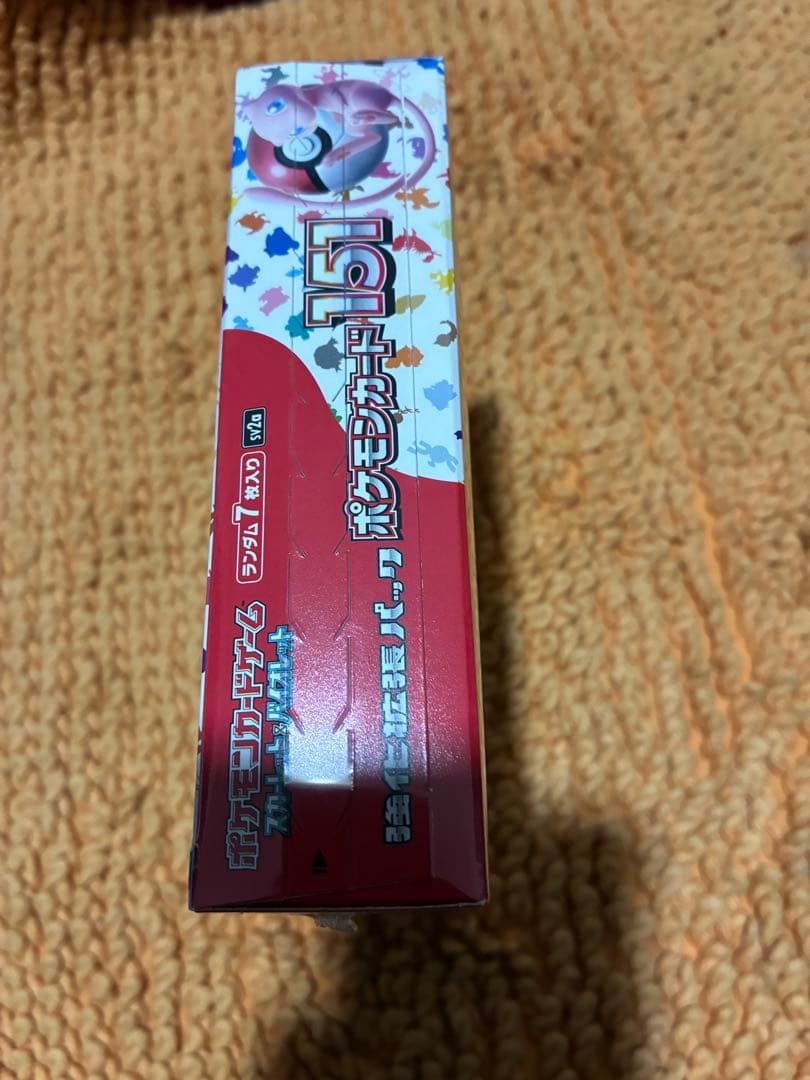 ポケモンカードゲーム
スカーレット&バイオレット
ランダム7枚入り
sv2a
強化拡張パック
ポケモンカード151